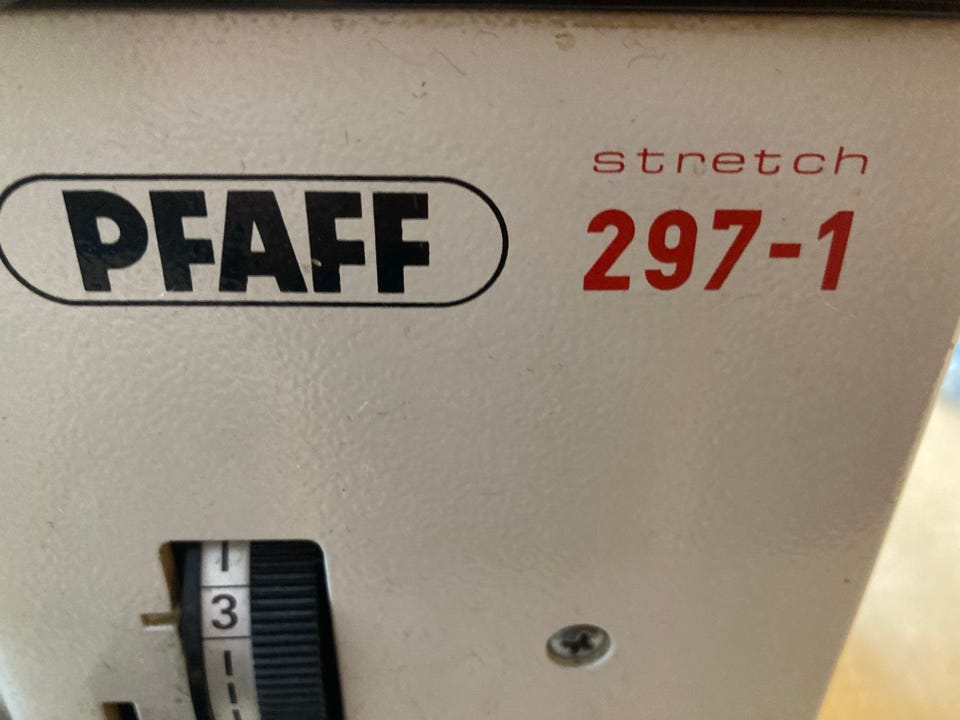 PFAFF
stretch
297-1
3